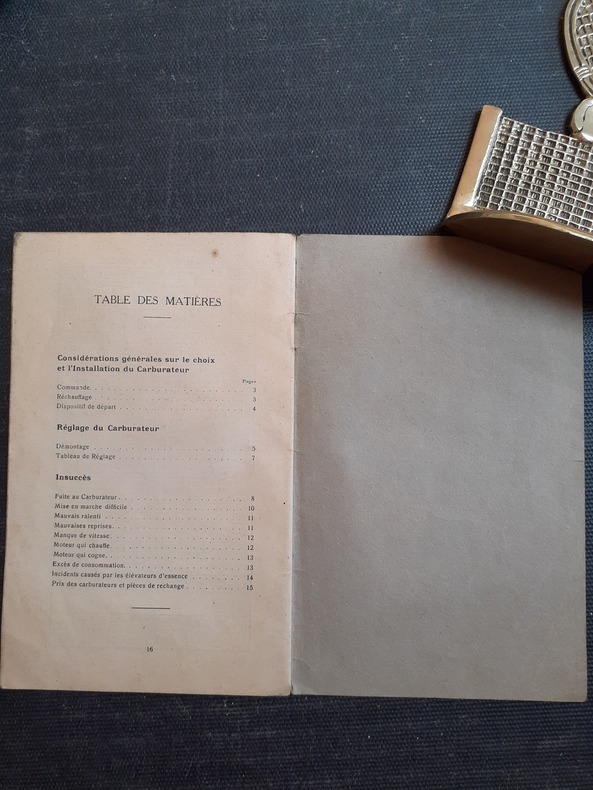 TABLE DES MATIÈRES
Considérations générales sur le choix
et l'Installation du Carburateur
Pages
Commande. 3
Réchauffage 3
Dispositif de départ 4
Réglage du Carburateur
Démontage 5
Tableau de Réglage 7
Insuccès
Fuite au Carburateur 8
Mise en marche difficile 10
Mauvais ralenti 11
Mauvaises reprises. 11
Manque de vitesse. 12
Moteur qui chauffe 12
Moteur qui cogne. 13
Excès de consommation. 13
Incidents causés par les élévateurs d'essence 14
Prix des carburateurs et pièces de rechange 15
16